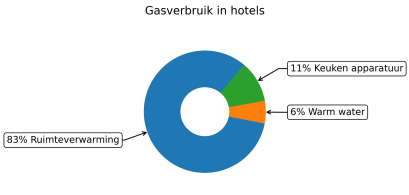 Gasverbruik in hotels
11% Keuken apparatuur
6% Warm water
83% Ruimteverwarming